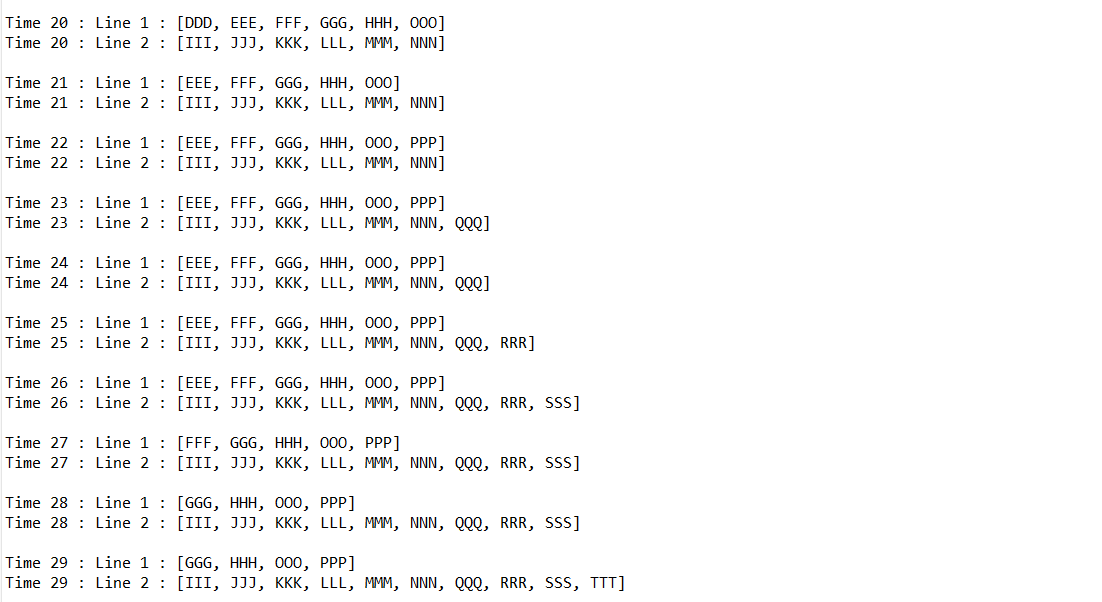 Time 20 : Line 1 : [DDD, EEE, FFF, GGG, HHH, OOO]
Time 20 : Line 2 : [III, JJJ, KKK, LLL, MMM, NNN]
Time 21 : Line 1 : [EEE, FFF, GGG, HHH, OOO]
Time 21 : Line 2 : [III, JJJ, KKK, LLL, MMM, NNN]
Time 22 : Line 1 : [EEE, FFF, GGG, HHH, OOO, PPP]
Time 22 : Line 2 : [III, JJJ, KKK, LLL, MMM, NNN]
Time 23 : Line 1 : [EEE, FFF, GGG, HHH, OOO, PPP]
Time 23 : Line 2 : [III, JJJ, KKK, LLL, MMM, NNN, QQQ]
Time 24 : Line 1 : [EEE, FFF, GGG, HHH, OOO, PPP]
Time 24 : Line 2 : [III, JJJ, KKK, LLL, MMM, NNN, QQQ]
Time 25 : Line 1 : [EEE, FFF, GGG, HHH, OOO, PPP]
Time 25 : Line 2 : [III, JJJ, KKK, LLL, MMM, NNN, QQQ, RRR]
Time 26 : Line 1 : [EEE, FFF, GGG, HHH, OOO, PPP]
Time 26 : Line 2 : [III, JJJ, KKK, LLL, MMM, NNN, QQQ, RRR, SSS]
Time 27 : Line 1 : [FFF, GGG, HHH, OOO, PPP]
Time 27 : Line 2 : [III, JJJ, KKK, LLL, MMM, NNN, QQQ, RRR, SSS]
Time 28 : Line 1 : [GGG, HHH, OOO, PPP]
Time 28 : Line 2 : [III, JJJ, KKK, LLL, MMM, NNN, QQQ, RRR, SSS]
Time 29 : Line 1 : [GGG, HHH, OOO, PPP]
Time 29 : Line 2 : [III, JJJ, KKK, LLL, MMM, NNN, QQQ, RRR, SSS, TTT]